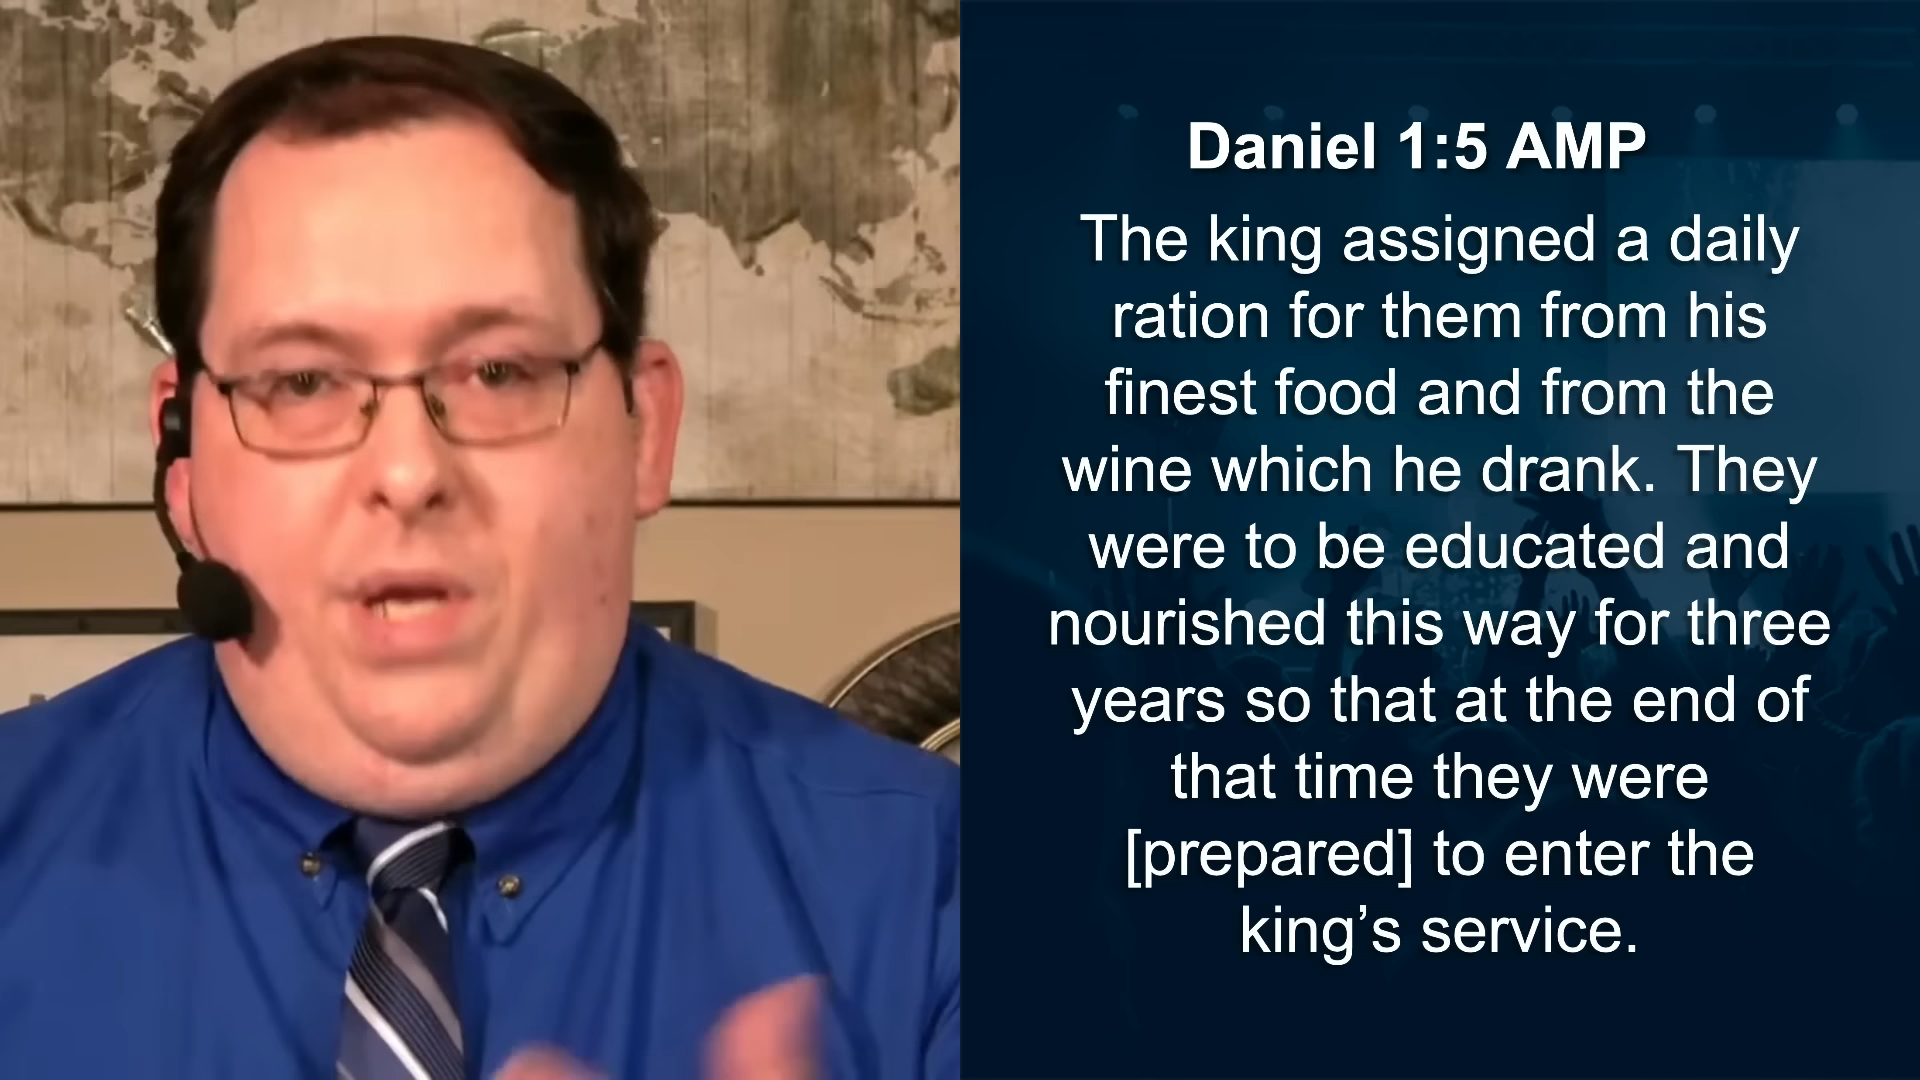 Daniel 1:5 AMP
The king assigned a daily
ration for them from his
finest food and from the
wine which he drank. They
were to be educated and
nourished this way for three
years so that at the end of
that time they were
[prepared] to enter the
king’s service.